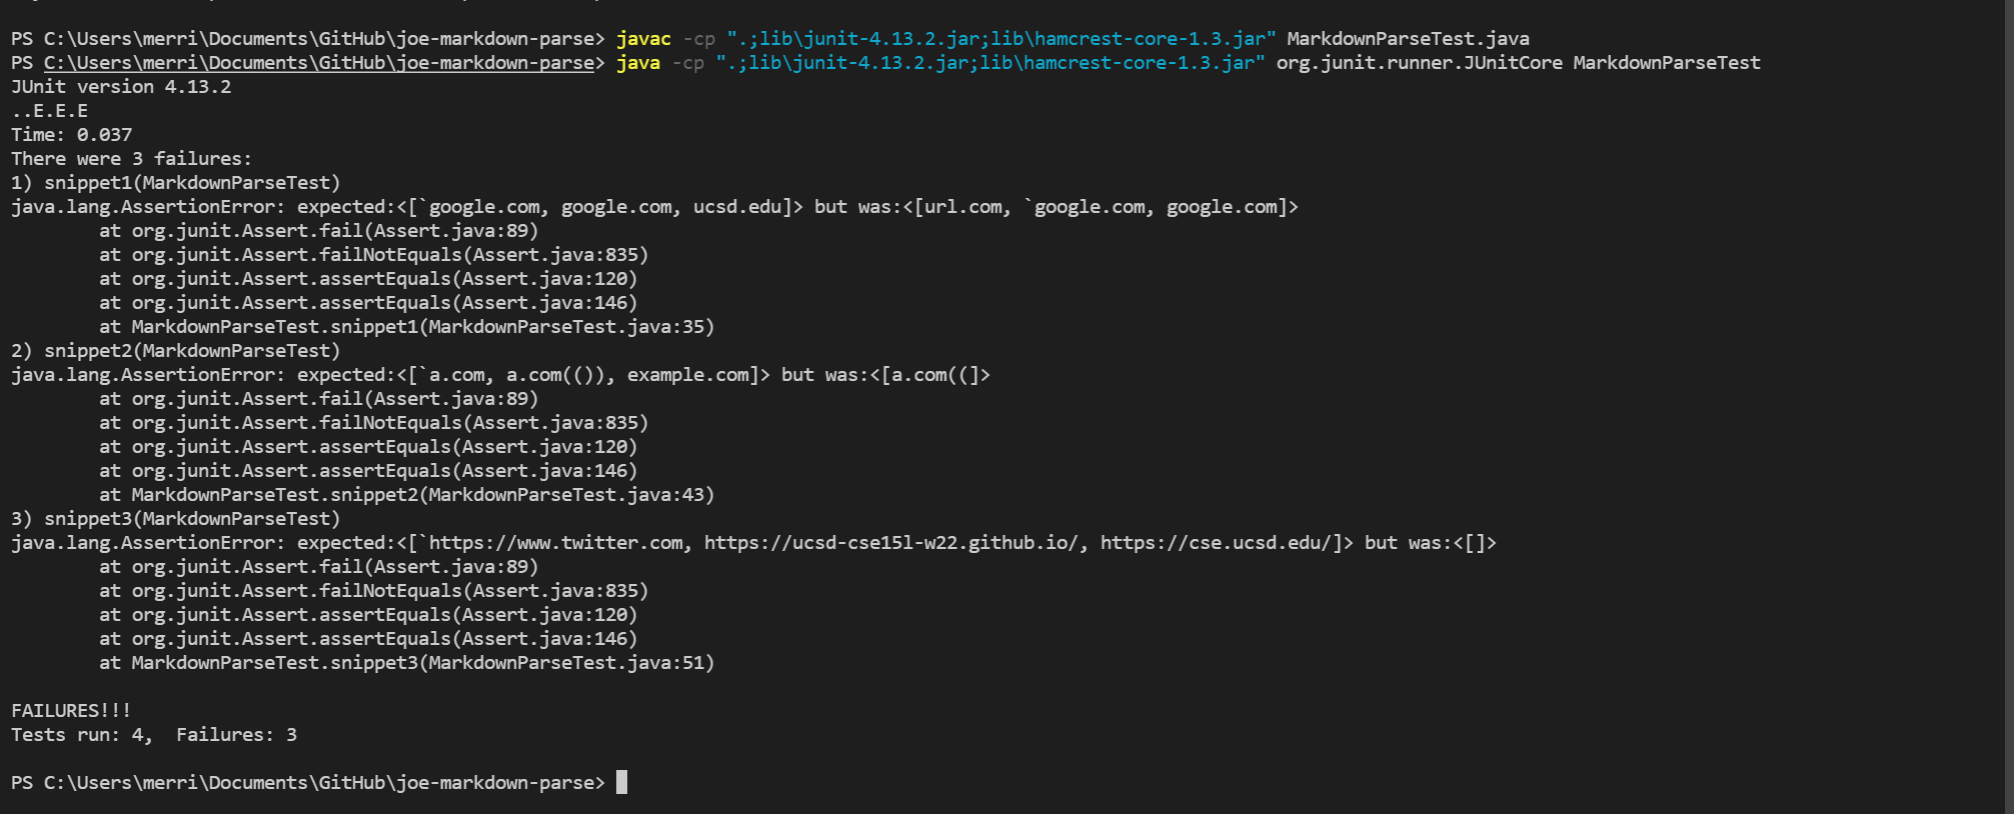 PS C:\Users\merri\Documents\GitHub\joe-markdown-parse> javac -cp ".;lib\junit-4.13.2.jar;lib\hamcrest-core-1.3.jar" MarkdownParseTest.java
PS C:\Users\merri\Documents\GitHub\joe-markdown-parse> java -cp ".;lib\junit-4.13.2.jar;lib\hamcrest-core-1.3.jar" org.junit.runner.JUnitCore MarkdownParseTest
JUnit version 4.13.2
..E.E.E
Time: 0.037
There were 3 failures:
1) snippet1(MarkdownParseTest)
java.lang.AssertionError: expected:<[`google.com, google.com, ucsd.edu]> but was:<[url.com, `google.com, google.com]>
        at org.junit.Assert.fail(Assert.java:89)
        at org.junit.Assert.failNotEquals(Assert.java:835)
        at org.junit.Assert.assertEquals(Assert.java:120)
        at org.junit.Assert.assertEquals(Assert.java:146)
        at MarkdownParseTest.snippet1(MarkdownParseTest.java:35)
2) snippet2(MarkdownParseTest)
java.lang.AssertionError: expected:<[`a.com, a.com(()), example.com]> but was:<[a.com((]>
        at org.junit.Assert.fail(Assert.java:89)
        at org.junit.Assert.failNotEquals(Assert.java:835)
        at org.junit.Assert.assertEquals(Assert.java:120)
        at org.junit.Assert.assertEquals(Assert.java:146)
        at MarkdownParseTest.snippet2(MarkdownParseTest.java:43)
3) snippet3(MarkdownParseTest)
java.lang.AssertionError: expected:<[`https://www.twitter.com, https://ucsd-cse15l-w22.github.io/, https://cse.ucsd.edu/]> but was:<[]>
        at org.junit.Assert.fail(Assert.java:89)
        at org.junit.Assert.failNotEquals(Assert.java:835)
        at org.junit.Assert.assertEquals(Assert.java:120)
        at org.junit.Assert.assertEquals(Assert.java:146)
        at MarkdownParseTest.snippet3(MarkdownParseTest.java:51)
FAILURES!!!
Tests run: 4,  Failures: 3
PS C:\Users\merri\Documents\GitHub\joe-markdown-parse>